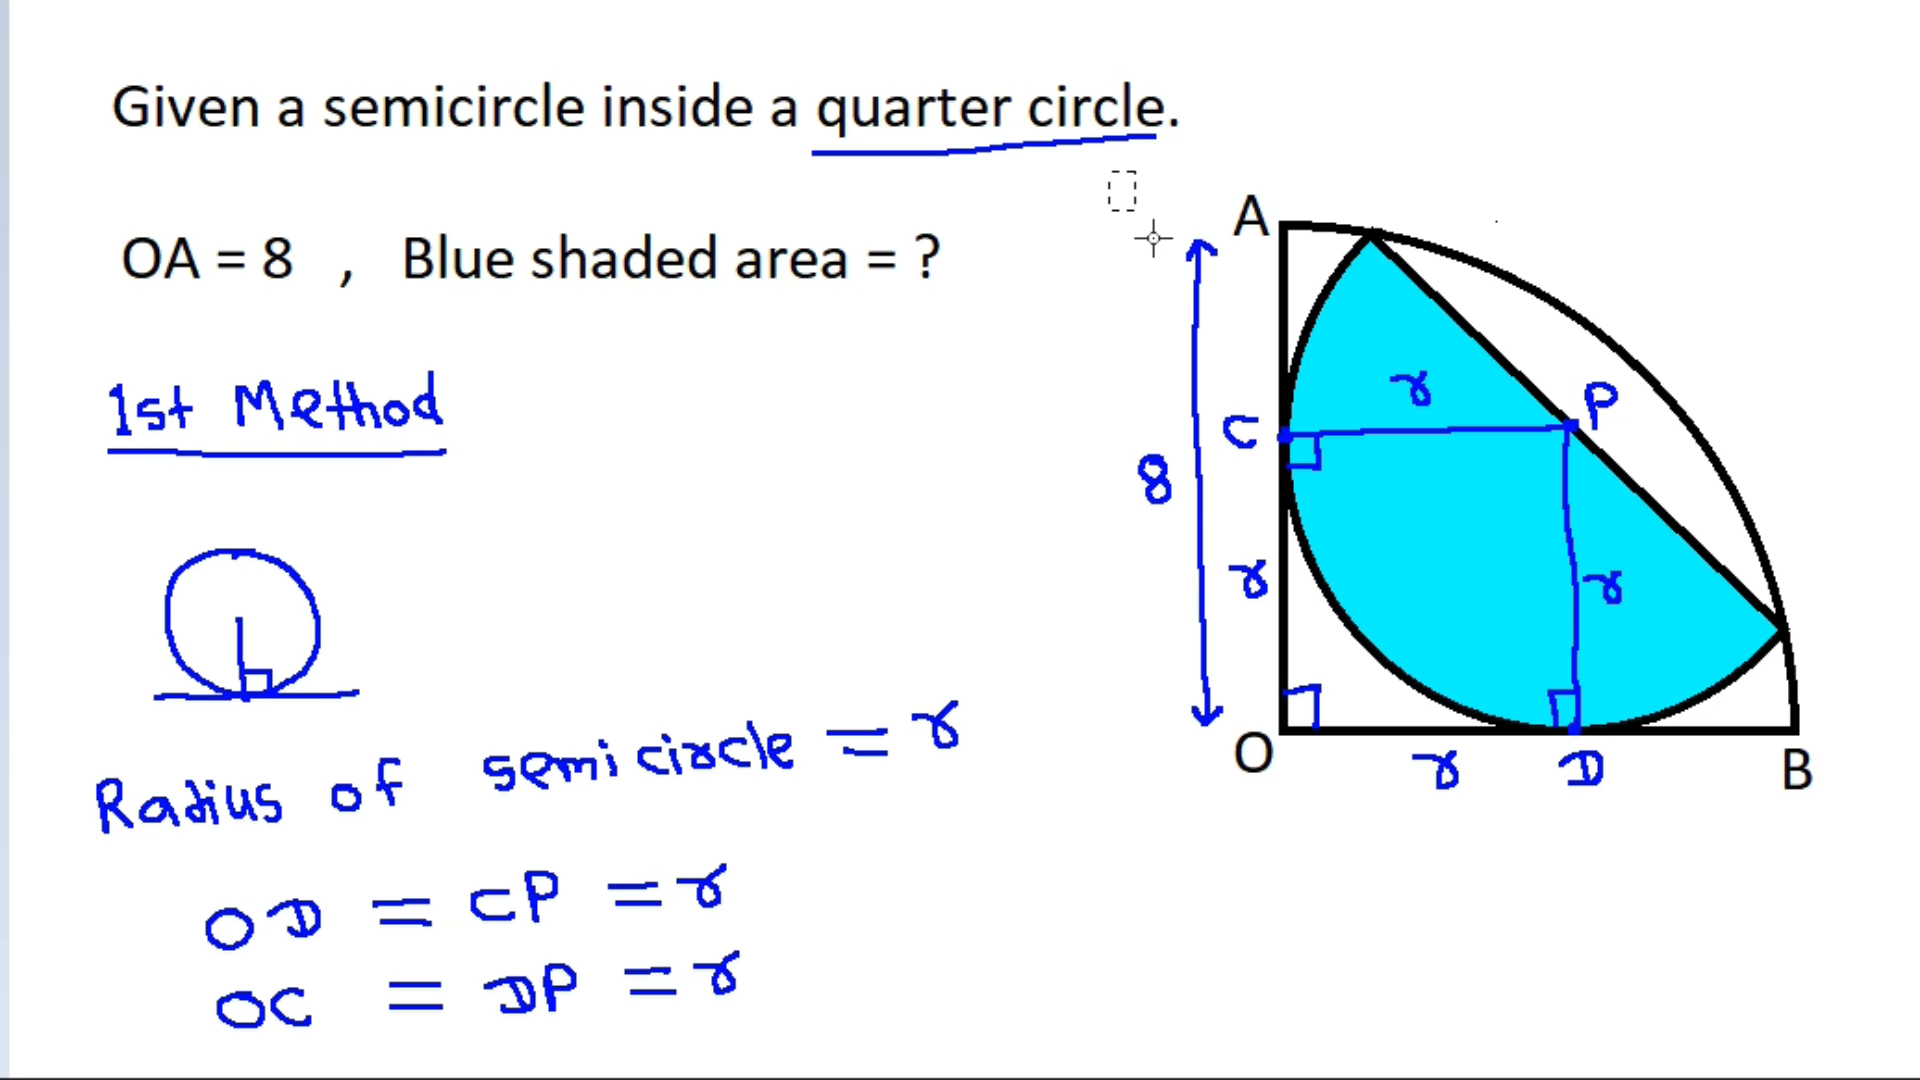 Given a semicircle inside a quarter circle.
OA = 8 , Blue shaded area = ?
1st Method
Radius of semicircle = r
OD = CP = r
OC = DP = r
A
r
P
C
8
r
r
O
r
D
B